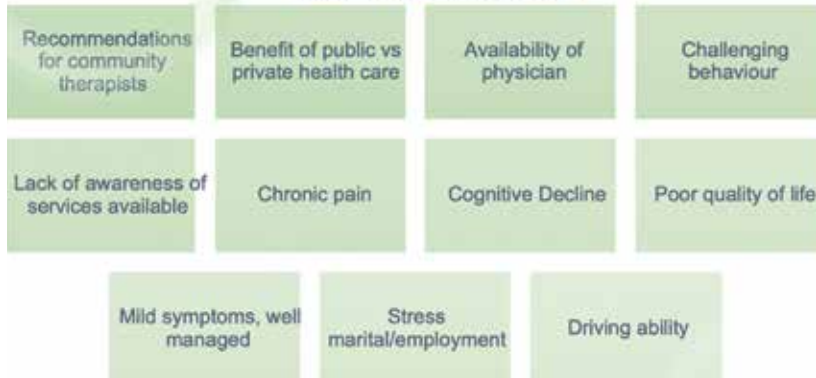 Recommendations
for community
therapists
Benefit of public vs
private health care
Availability of
physician
Challenging
behaviour
Lack of awareness of
services available
Chronic pain
Cognitive Decline
Poor quality of life
Mild symptoms, well
managed
Stress
marital/employment
Driving ability